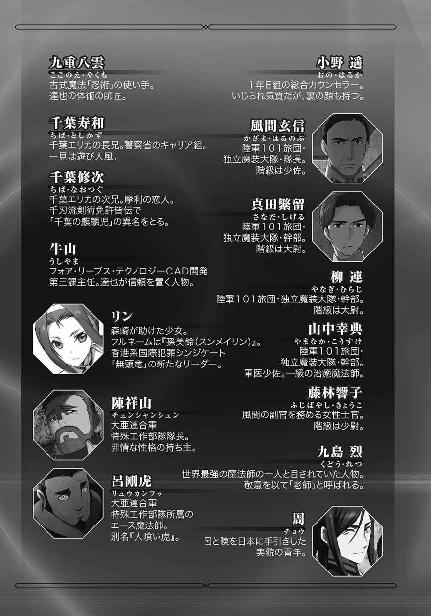 九重八雲
ここのえ・やくも
古式魔法「忍術」の使い手。
達也の体術の師匠。
千葉寿和
ちば・としかず
千葉エリカの長兄。警察省のキャリア組。
一見は遊び人風。
千葉修次
ちば・なおつぐ
千葉エリカの次兄。摩利の恋人。
千刃流剣術免許皆伝で
『千葉の麒麟児』の異名をとる。
牛山
うしやま
フォア・リーブス・テクノロジーCAD開発
第三課主任。達也が信頼を置く人物。
リン
森崎が助けた少女。
フルネームは『孫美鈴(スンメイリン)』。
香港系国際犯罪シンジケート
『無頭竜』の新たなリーダー。
陳祥山
チェンシャンシェン
大亜連合軍
特殊工作部隊隊長。
非情な性格の持ち主。
呂剛虎
リュウカンフゥ
大亜連合軍
特殊工作部隊所属の
エース魔法師。
別名『人喰い虎』。
小野 遥
おの・はるか
1年E組の総合カウンセラー。
いじられ気質だが、裏の顔も持つ。
風間玄信
かざま・はるのぶ
陸軍101旅団・
独立魔装大隊・隊長。
階級は少佐。
真田繁留
さなだ・しげる
陸軍101旅団・
独立魔装大隊・幹部。
階級は大尉。
柳 連
やなぎ・むらじ
陸軍101旅団・独立魔装大隊・幹部。
階級は大尉。
山中幸典
やまなか・こうすけ
陸軍101旅団・
独立魔装大隊・幹部。
軍医少佐。一級の治癒魔法師。
藤林響子
ふじばやし・きょうこ
風間の副官を務める女性士官。
階級は少尉。
九島 烈
くどう・れつ
世界最強の魔法師の一人と目されていた人物。
敬意を以て「老師」と呼ばれる。
周
チョウ
呂と陳を日本に手引きした
美貌の青年。